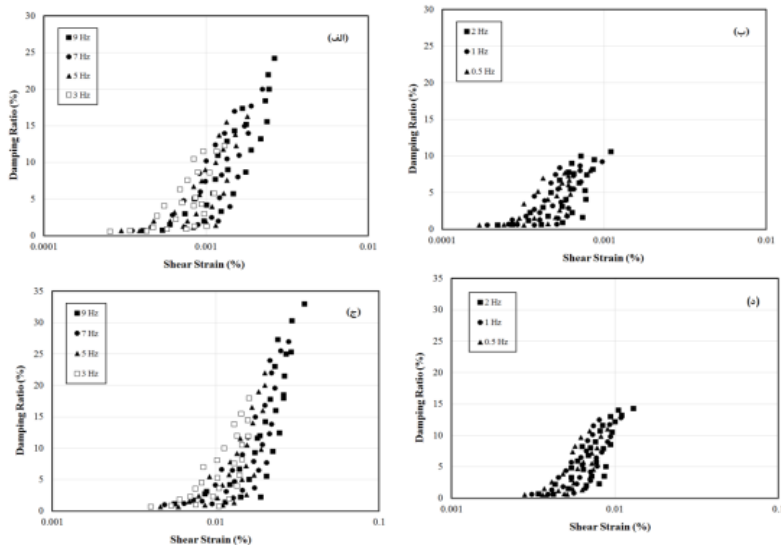 30
25
20
15
10
5
0
Damping Ratio (%)
9 Hz
7 Hz
5 Hz
3 Hz
(الف)
0.0001
0.001
0.01
Shear Strain (%)
30
25
20
15
10
5
0
Damping Ratio (%)
2 Hz
1 Hz
0.5 Hz
(ب)
0.0001
0.001
0.01
Shear Strain (%)
35
30
25
20
15
10
5
0
Damping Ratio (%)
9 Hz
7 Hz
5 Hz
3 Hz
(ج)
0.001
0.01
0.1
Shear Strain (%)
35
30
25
20
15
10
5
0
Damping Ratio (%)
2 Hz
1 Hz
0.5 Hz
(د)
0.001
0.01
0.1
Shear Strain (%)